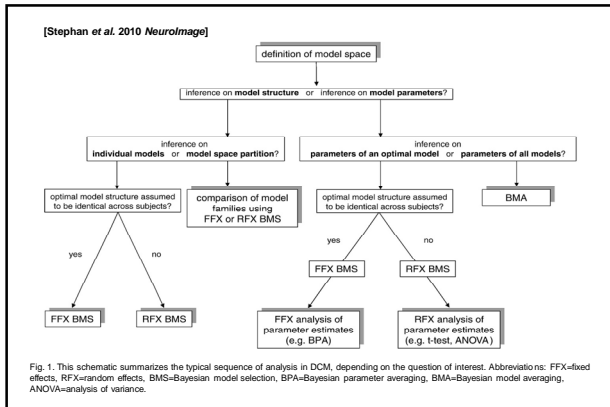 [Stephan et al. 2010 NeuroImage]
definition of model space
inference on model structure or inference on model parameters?
inference on
individual models or model space partition?
inference on
parameters of an optimal model or parameters of all models?
optimal model structure assumed
to be identical across subjects?
comparison of model
families using
FFX or RFX BMS
optimal model structure assumed
to be identical across subjects?
BMA
yes
no
yes
no
FFX BMS
RFX BMS
FFX BMS
RFX BMS
FFX analysis of
parameter estimates
(e.g. BPA)
RFX analysis of
parameter estimates
(e.g. t-test, ANOVA)
Fig. 1. This schematic summarizes the typical sequence of analysis in DCM, depending on the question of interest. Abbreviations: FFX=fixed
effects, RFX=random effects, BMS=Bayesian model selection, BPA=Bayesian parameter averaging, BMA=Bayesian model averaging,
ANOVA=analysis of variance.